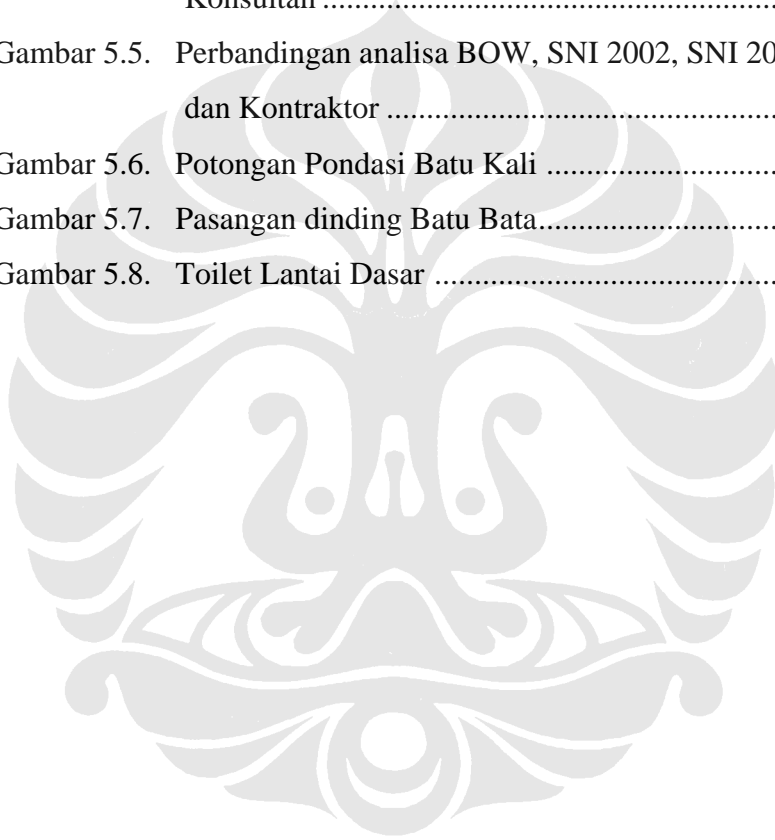 Konsultan ......................................................
Gambar 5.5. Perbandingan analisa BOW, SNI 2002, SNI 20
dan Kontraktor ...............................................
Gambar 5.6. Potongan Pondasi Batu Kali ............................
Gambar 5.7. Pasangan dinding Batu Bata.............................
Gambar 5.8. Toilet Lantai Dasar ..........................................